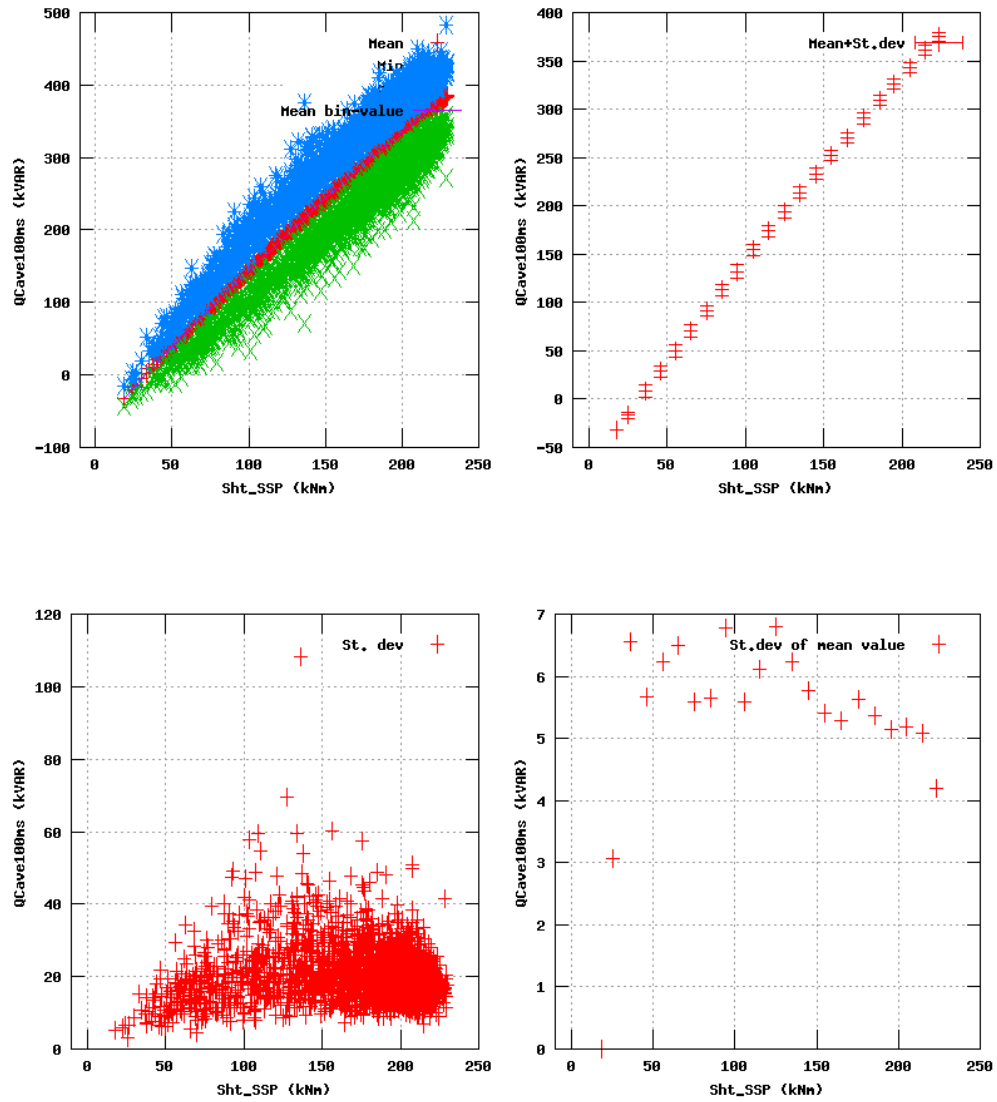 500
400
300
200
100
0
-100
0 50 100 150 200 250
QCave100ms (kVAR)
Sht_SSP (kNm)
Mean
Min
Mean bin-value
400
350
300
250
200
150
100
50
0
-50
0 50 100 150 200 250
QCave100ms (kVAR)
Sht_SSP (kNm)
Mean+St.dev
120
100
80
60
40
20
0
0 50 100 150 200 250
QCave100ms (kVAR)
Sht_SSP (kNm)
St. dev
7
6
5
4
3
2
1
0
0 50 100 150 200 250
QCave100ms (kVAR)
Sht_SSP (kNm)
St.dev of mean value